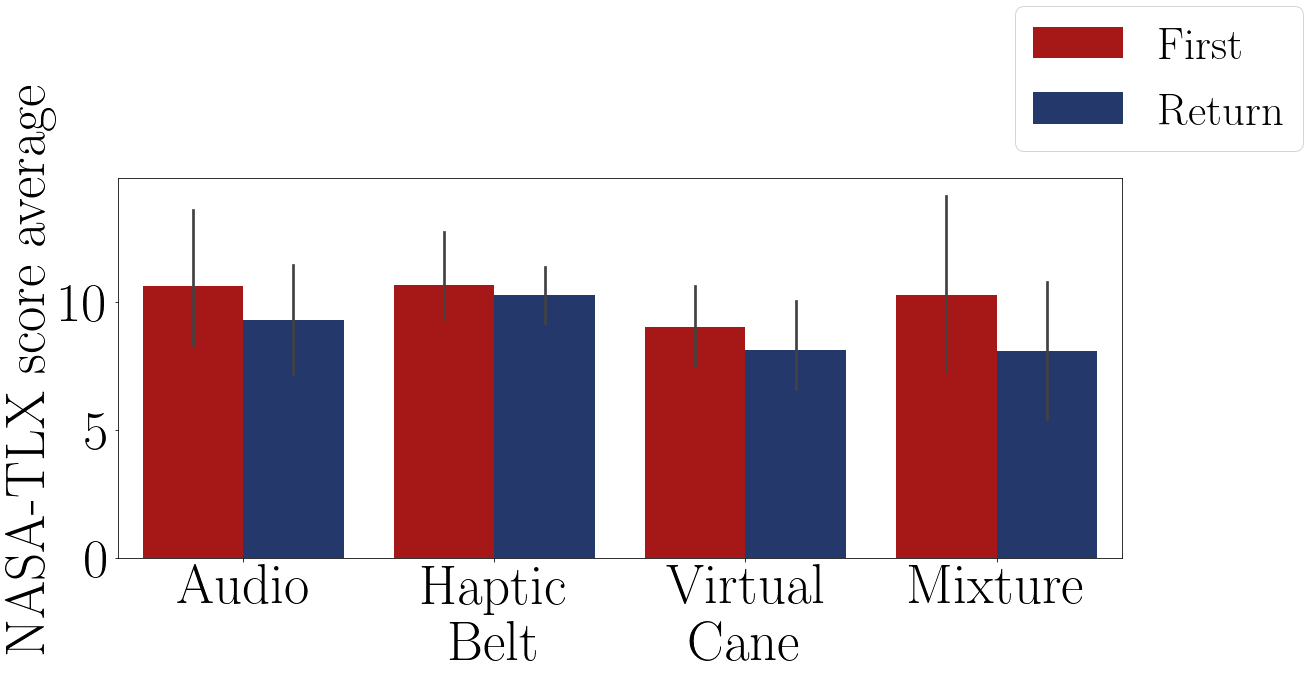 First
Return
NASA-TLX score average
10
5
0
Audio
Haptic
Belt
Virtual
Cane
Mixture